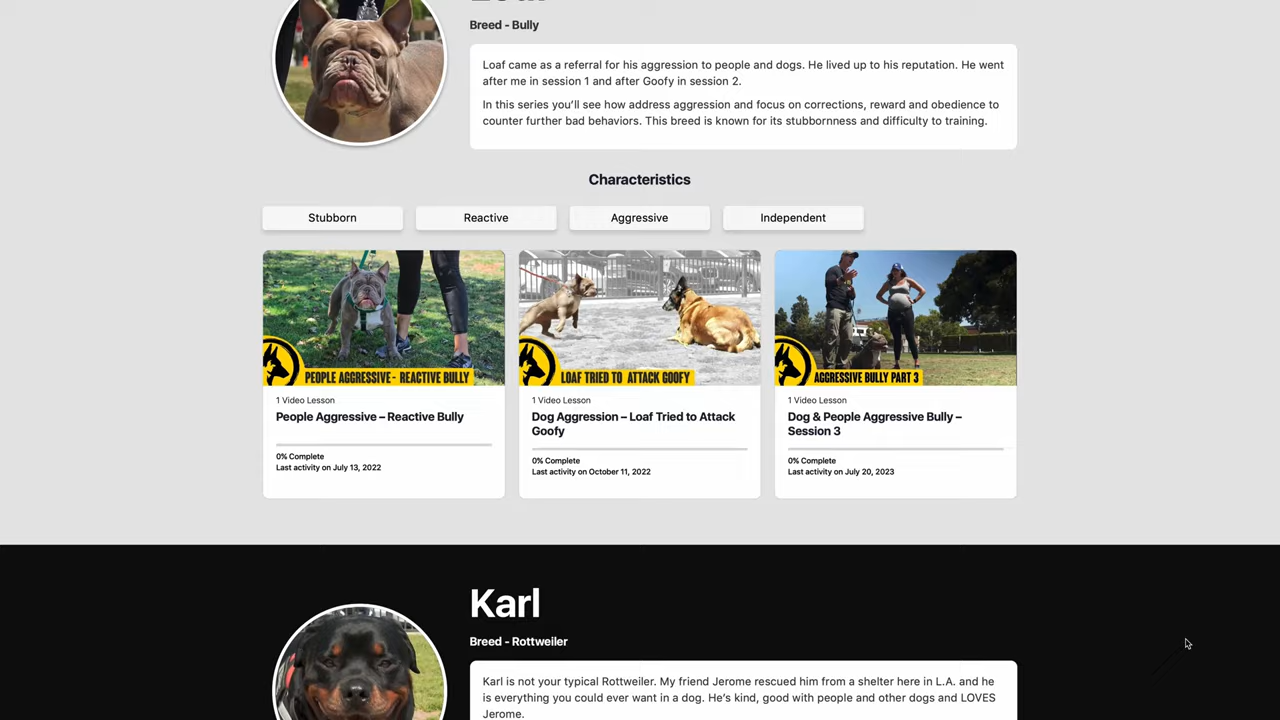 Breed - Bully
Loaf came as a referral for his aggression to people and dogs. He lived up to his reputation. He went
after me in session 1 and after Goofy in session 2.
In this series you'll see how address aggression and focus on corrections, reward and obedience to
counter further bad behaviors. This breed is known for its stubbornness and difficulty to training.
Characteristics
Stubborn
Reactive
Aggressive
Independent
PEOPLE AGGRESSIVE- REACTIVE BULLY
1 Video Lesson
People Aggressive – Reactive Bully
0% Complete
Last activity on July 13, 2022
LOAF TRIED TO ATTACK GOOFY
1 Video Lesson
Dog Aggression – Loaf Tried to Attack
Goofy
0% Complete
Last activity on October 11, 2022
AGGRESSIVE BULLY PART 3
1 Video Lesson
Dog & People Aggressive Bully –
Session 3
0% Complete
Last activity on July 20, 2023
Karl
Breed - Rottweiler
Karl is not your typical Rottweiler. My friend Jerome rescued him from a shelter here in L.A. and he
is everything you could ever want in a dog. He's kind, good with people and other dogs and LOVES
Jerome.